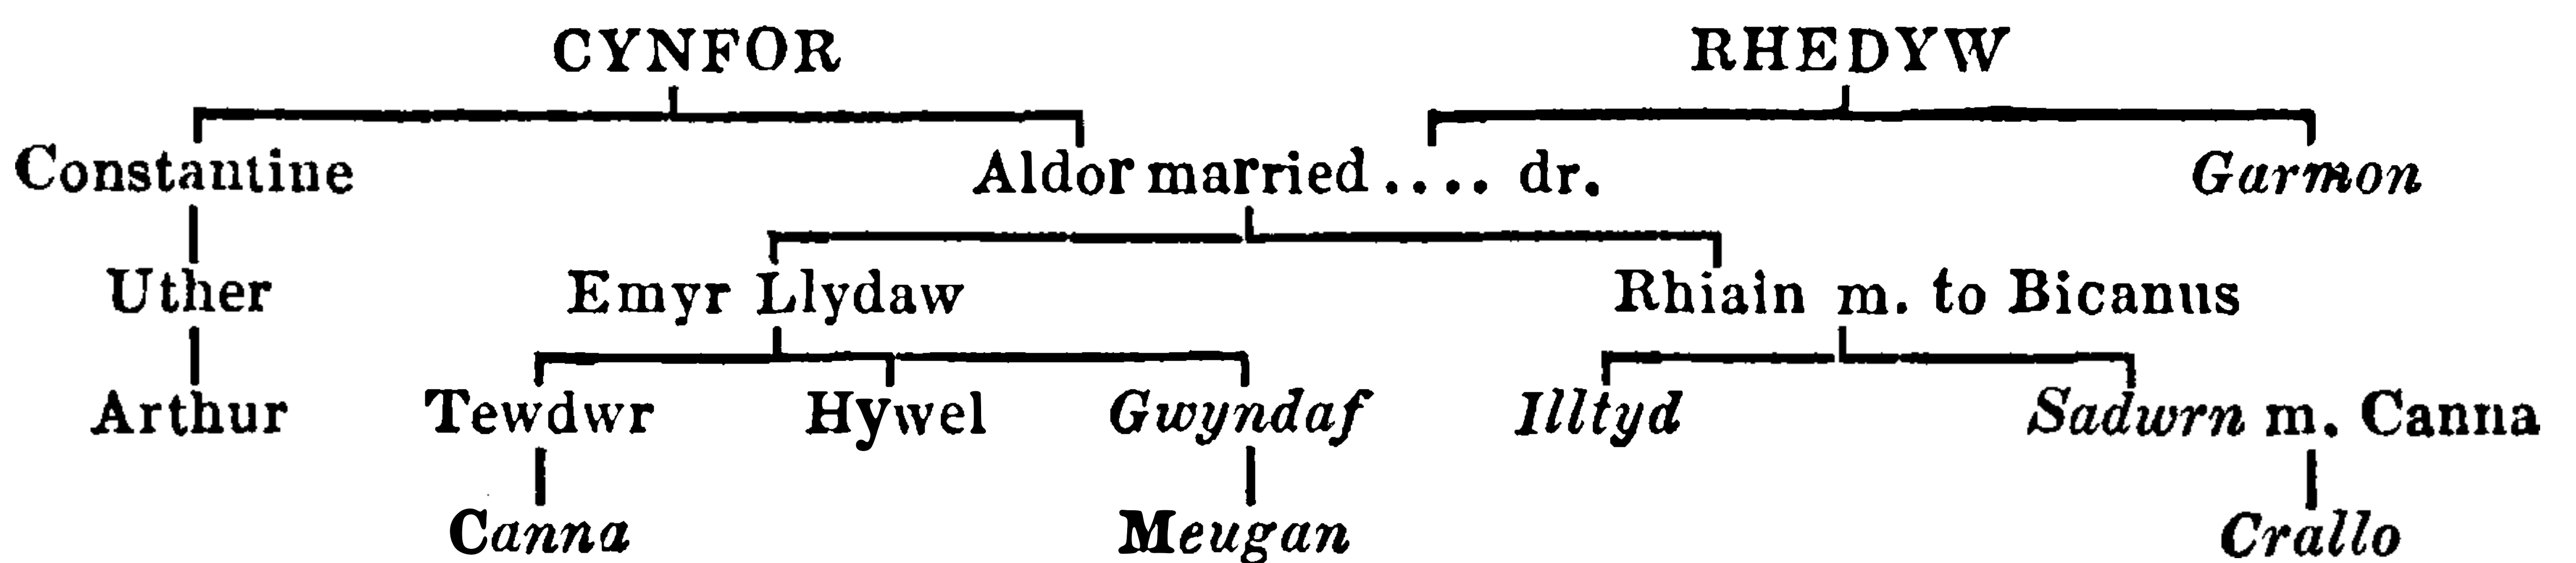 CYNFOR RHEDYW
Constantine Aldor married .... dr. Garmon
Uther Emyr Llydaw Rhiain m. to Bicanus
Arthur Tewdwr Hywel Gwyndaf Illtyd Sadwrn m. Canna
Canna Meugan Crallo